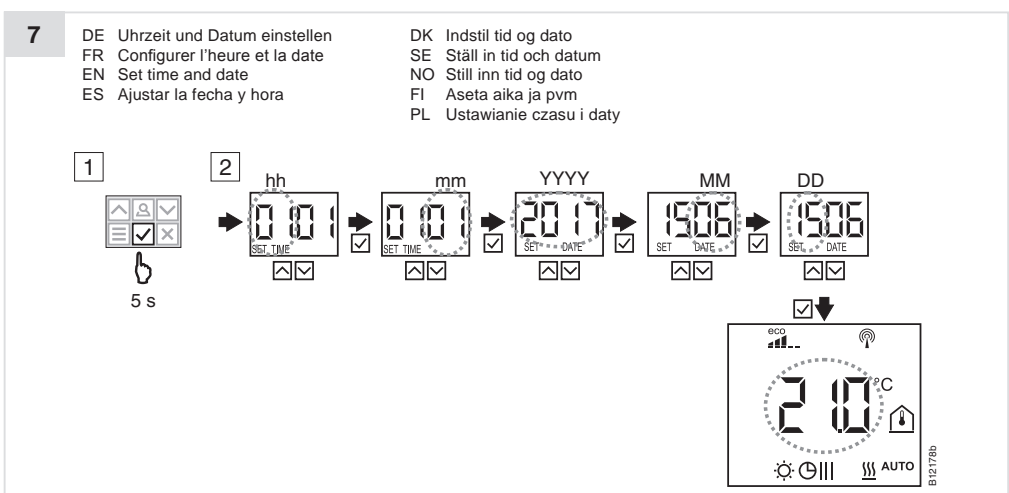 7
DE Uhrzeit und Datum einstellen
FR Configurer l'heure et la date
EN Set time and date
ES Ajustar la fecha y hora
DK Indstil tid og dato
SE Ställ in tid och datum
NO Still inn tid og dato
FI Aseta aika ja pvm
PL Ustawianie czasu i daty
1
5 s
2
hh
01 01
SET TIME
mm
0 01
SET TIME
YYYY
2017
SET DATE
MM
1506
SET DATE
DD
1506
SET DATE
eco
21.0 °C
AUTO
B12178b